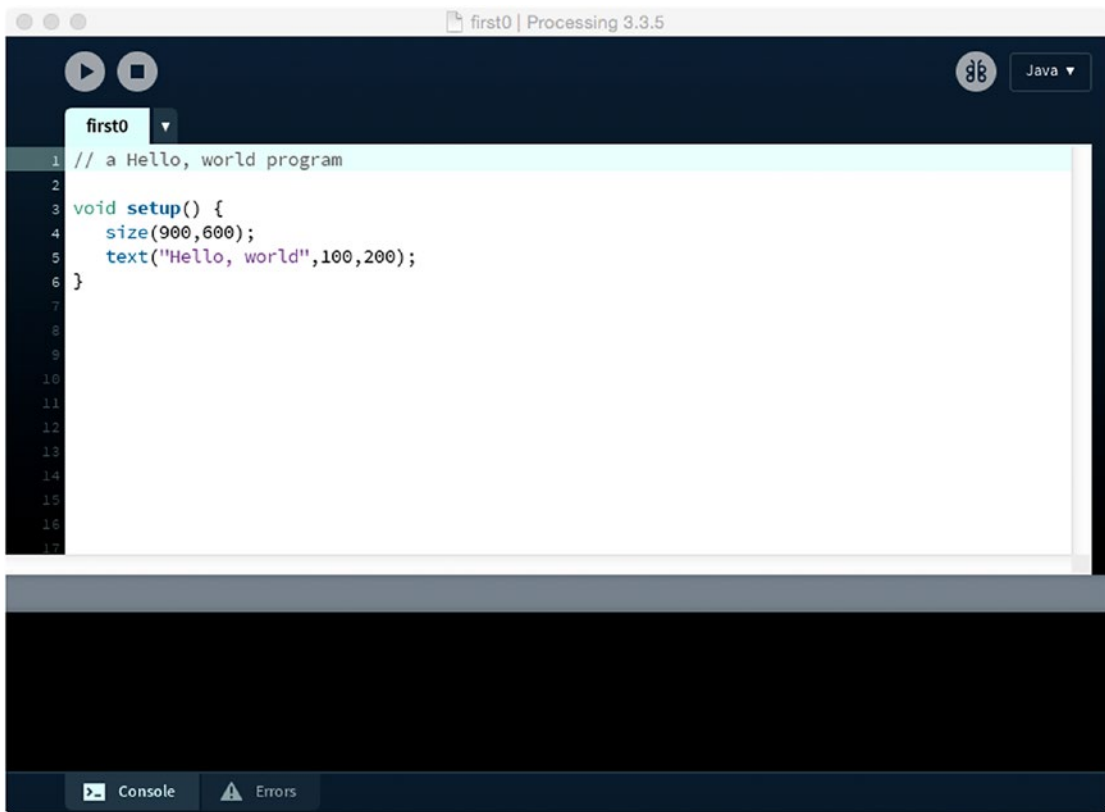 first0 | Processing 3.3.5
Java ▼
first0 ▼
1 // a Hello, world program
2
3 void setup() {
4 size(900,600);
5 text("Hello, world",100,200);
6 }
7
8
9
10
11
12
13
14
15
16
17
>_ Console Errors